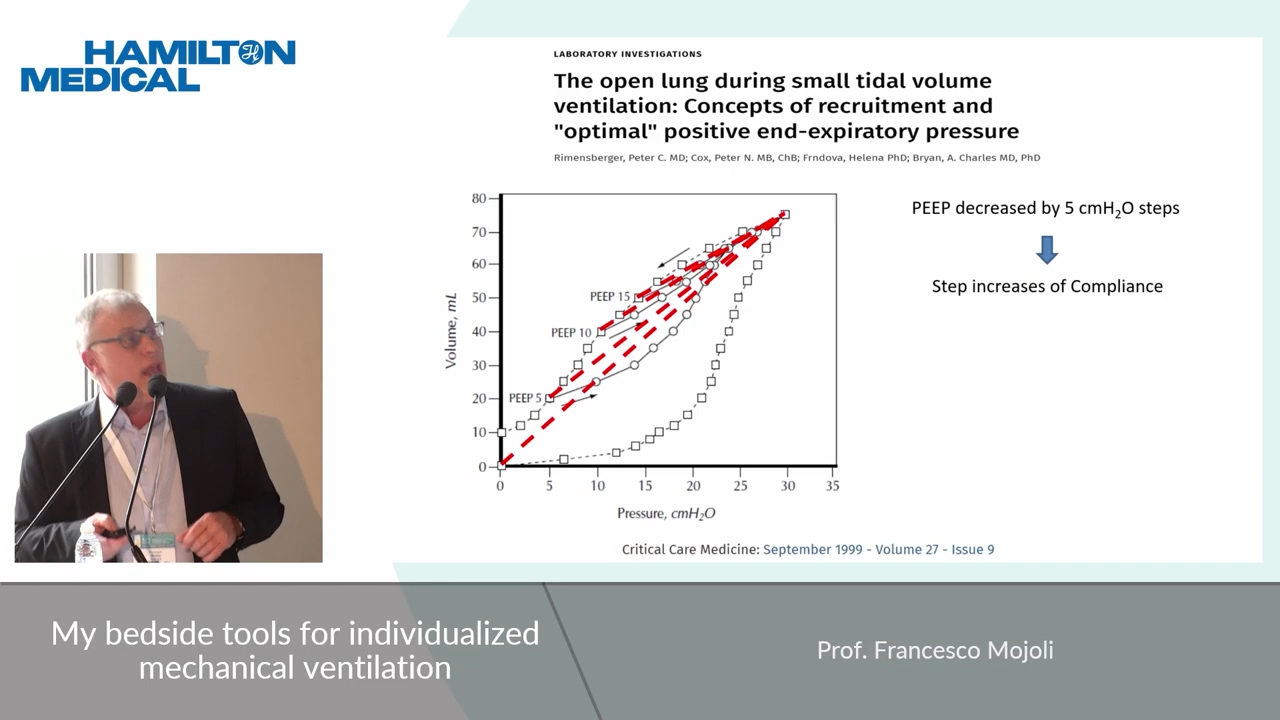 HAMILTON
MEDICAL
LABORATORY INVESTIGATIONS
The open lung during small tidal volume
ventilation: Concepts of recruitment and
"optimal" positive end-expiratory pressure
Rimensberger, Peter C. MD; Cox, Peter N. MB, ChB; Frndova, Helena PhD; Bryan, A. Charles MD, PhD
80
70
60
50
40
30
20
10
0
Volume, mL
PEEP 15
PEEP 10
PEEP 5
0 5 10 15 20 25 30 35
Pressure, cmH₂O
PEEP decreased by 5 cmH₂O steps
Step increases of Compliance
Critical Care Medicine: September 1999 - Volume 27 - Issue 9
My bedside tools for individualized
mechanical ventilation
Prof. Francesco Mojoli